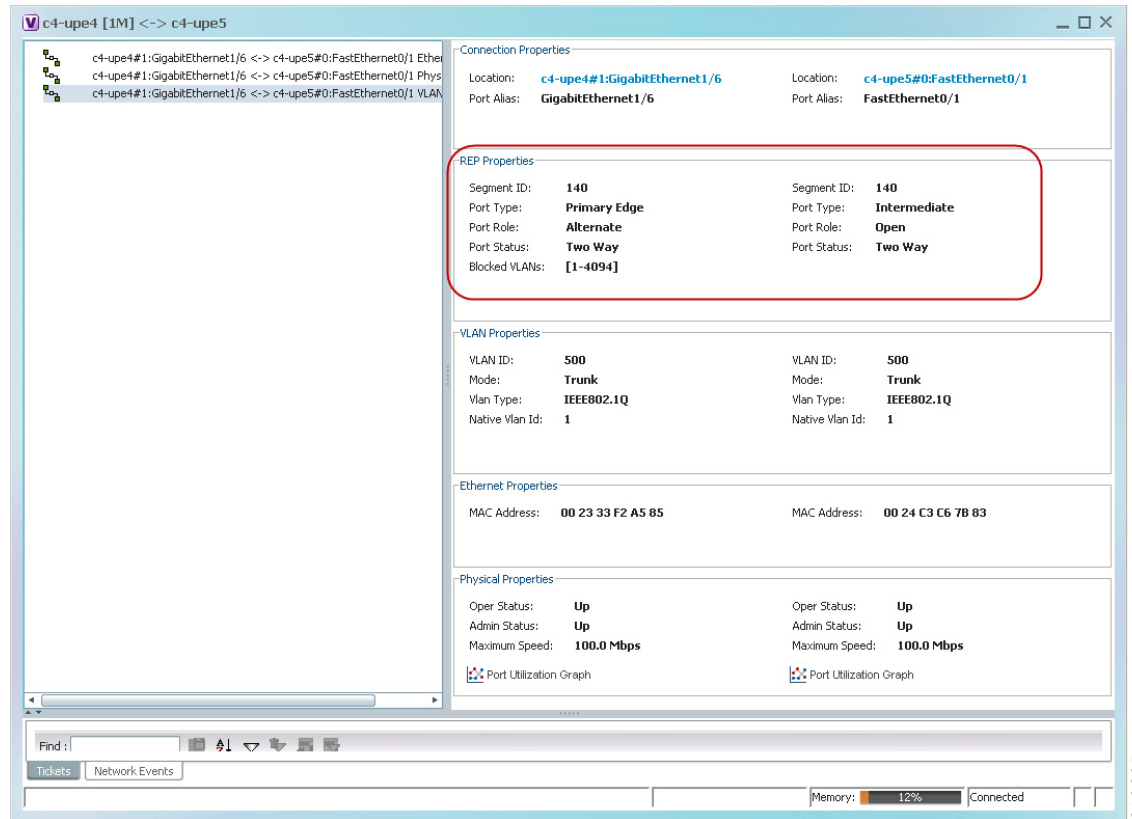 V c4-upe4 [1M] <-> c4-upe5
c4-upe4#1:GigabitEthernet1/6 <-> c4-upe5#0:FastEthernet0/1 Ether
c4-upe4#1:GigabitEthernet1/6 <-> c4-upe5#0:FastEthernet0/1 Phys
c4-upe4#1:GigabitEthernet1/6 <-> c4-upe5#0:FastEthernet0/1 VLAN
Connection Properties
Location: c4-upe4#1:GigabitEthernet1/6 Location: c4-upe5#0:FastEthernet0/1
Port Alias: GigabitEthernet1/6 Port Alias: FastEthernet0/1
REP Properties
Segment ID: 140 Segment ID: 140
Port Type: Primary Edge Port Type: Intermediate
Port Role: Alternate Port Role: Open
Port Status: Two Way Port Status: Two Way
Blocked VLANs: [1-4094]
VLAN Properties
VLAN ID: 500 VLAN ID: 500
Mode: Trunk Mode: Trunk
Vlan Type: IEEE802.1Q Vlan Type: IEEE802.1Q
Native Vlan Id: 1 Native Vlan Id: 1
Ethernet Properties
MAC Address: 00 23 33 F2 A5 85 MAC Address: 00 24 C3 C6 7B 83
Physical Properties
Oper Status: Up Oper Status: Up
Admin Status: Up Admin Status: Up
Maximum Speed: 100.0 Mbps Maximum Speed: 100.0 Mbps
Port Utilization Graph Port Utilization Graph
Find :
Tickets Network Events
Memory: 12% Connected